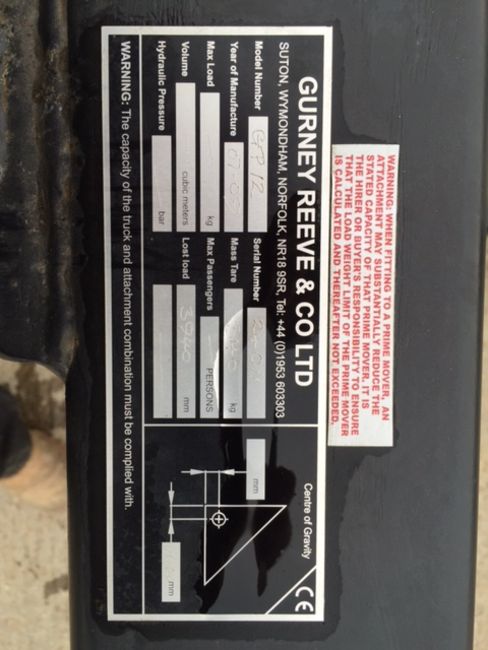 GURNEY REEVE & CO LTD
SUTON, WYMONDHAM, NORFOLK, NR18 9SR, Tel: +44 (0)1953 603303
Model Number GFP 12 Serial Number
Year of Manufacture Mass Tare kg
Max Load kg Max Passengers PERSONS
Volume cubic meters Lost load mm
Hydraulic Pressure bar
WARNING: The capacity of the truck and attachment combination must be complied with.
Centre of Gravity
CE
mm
mm
WARNING: WHEN FITTING TO A PRIME MOVER, AN
ATTACHMENT MAY SUBSTANTIALLY REDUCE THE
STATED CAPACITY OF THAT PRIME MOVER. IT IS
THE HIRER OR BUYER'S RESPONSIBILITY TO ENSURE
THAT THE LOAD WEIGHT LIMIT OF THE PRIME MOVER
IS CALCULATED AND THEREAFTER NOT EXCEEDED.